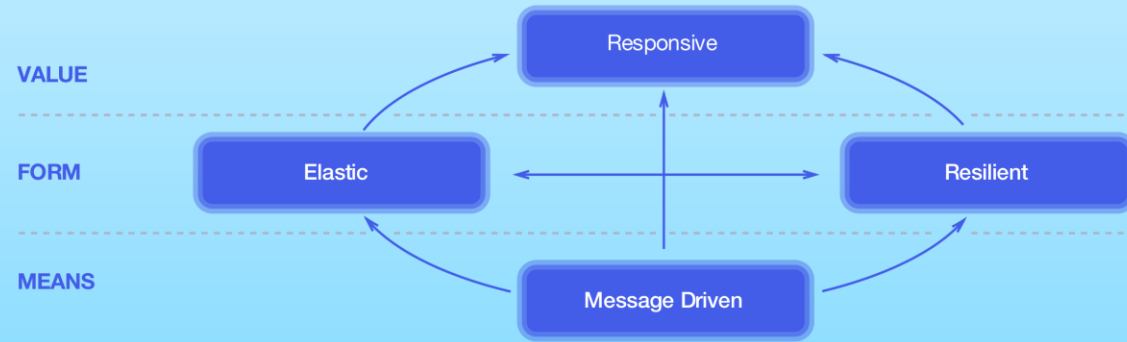 Responsive
VALUE
FORM
Elastic
Resilient
MEANS
Message Driven